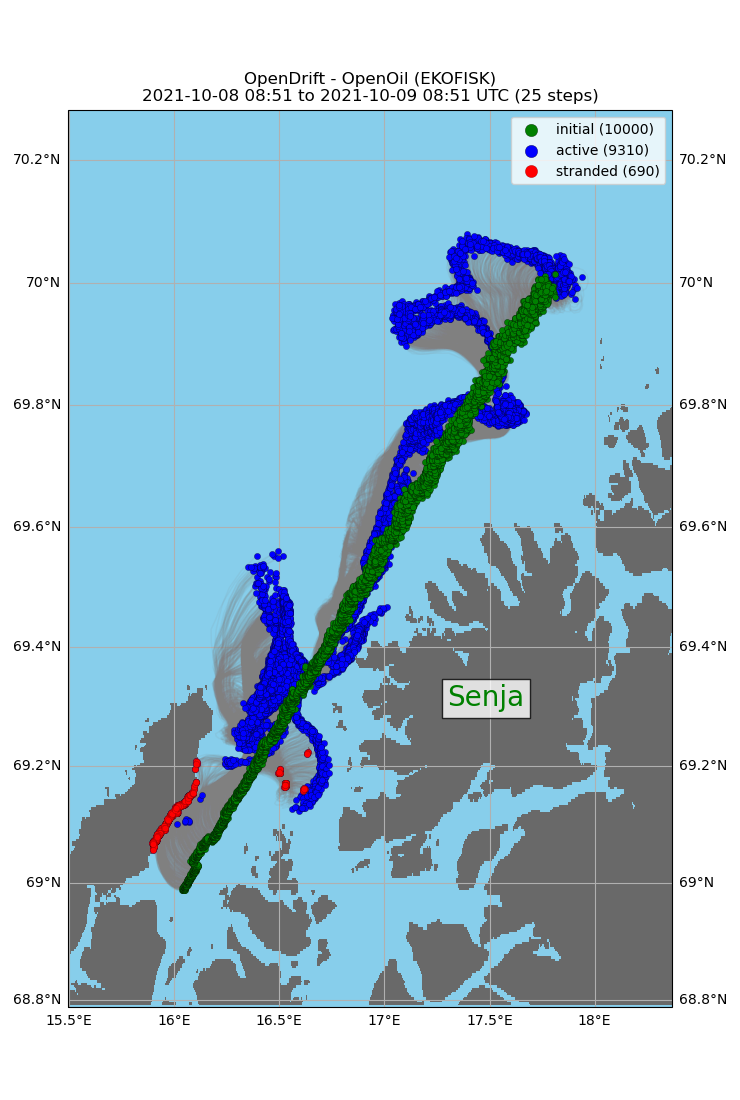 OpenDrift - OpenOil (EKOFISK)
2021-10-08 08:51 to 2021-10-09 08:51 UTC (25 steps)
initial (10000)
active (9310)
stranded (690)
70.2°N 70.2°N
70°N 70°N
69.8°N 69.8°N
69.6°N 69.6°N
69.4°N 69.4°N
Senja
69.2°N 69.2°N
69°N 69°N
68.8°N 68.8°N
15.5°E 16°E 16.5°E 17°E 17.5°E 18°E